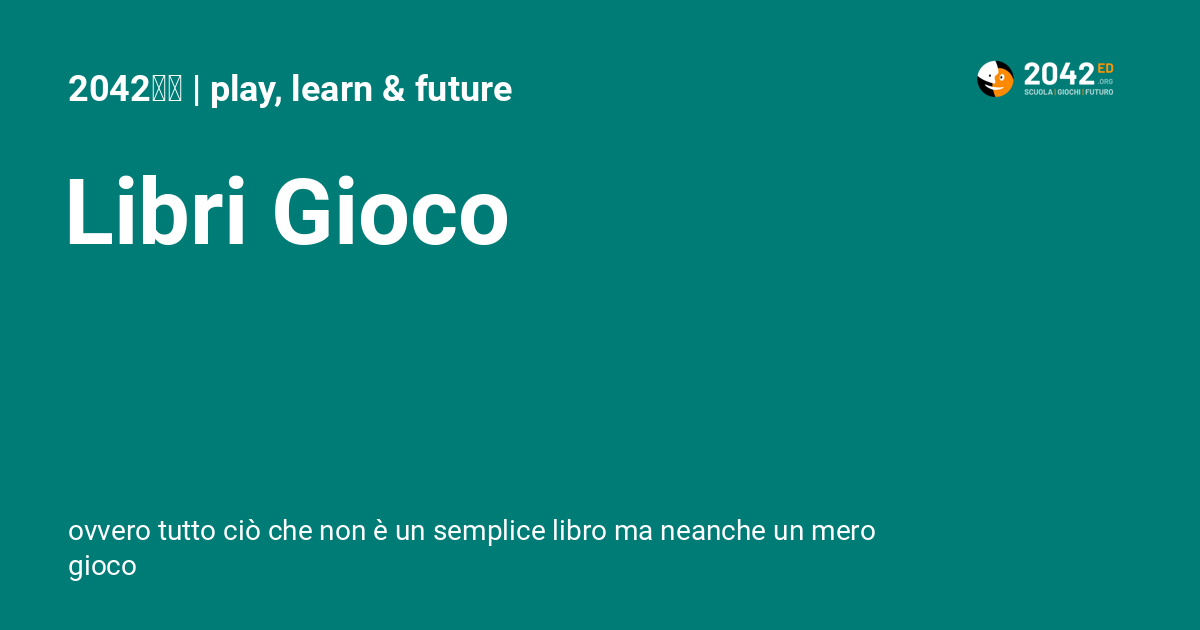 2042 | play, learn & future
2042 ED
.ORG
SCUOLA | GIOCHI | FUTURO
Libri Gioco
ovvero tutto ciò che non è un semplice libro ma neanche un mero
gioco